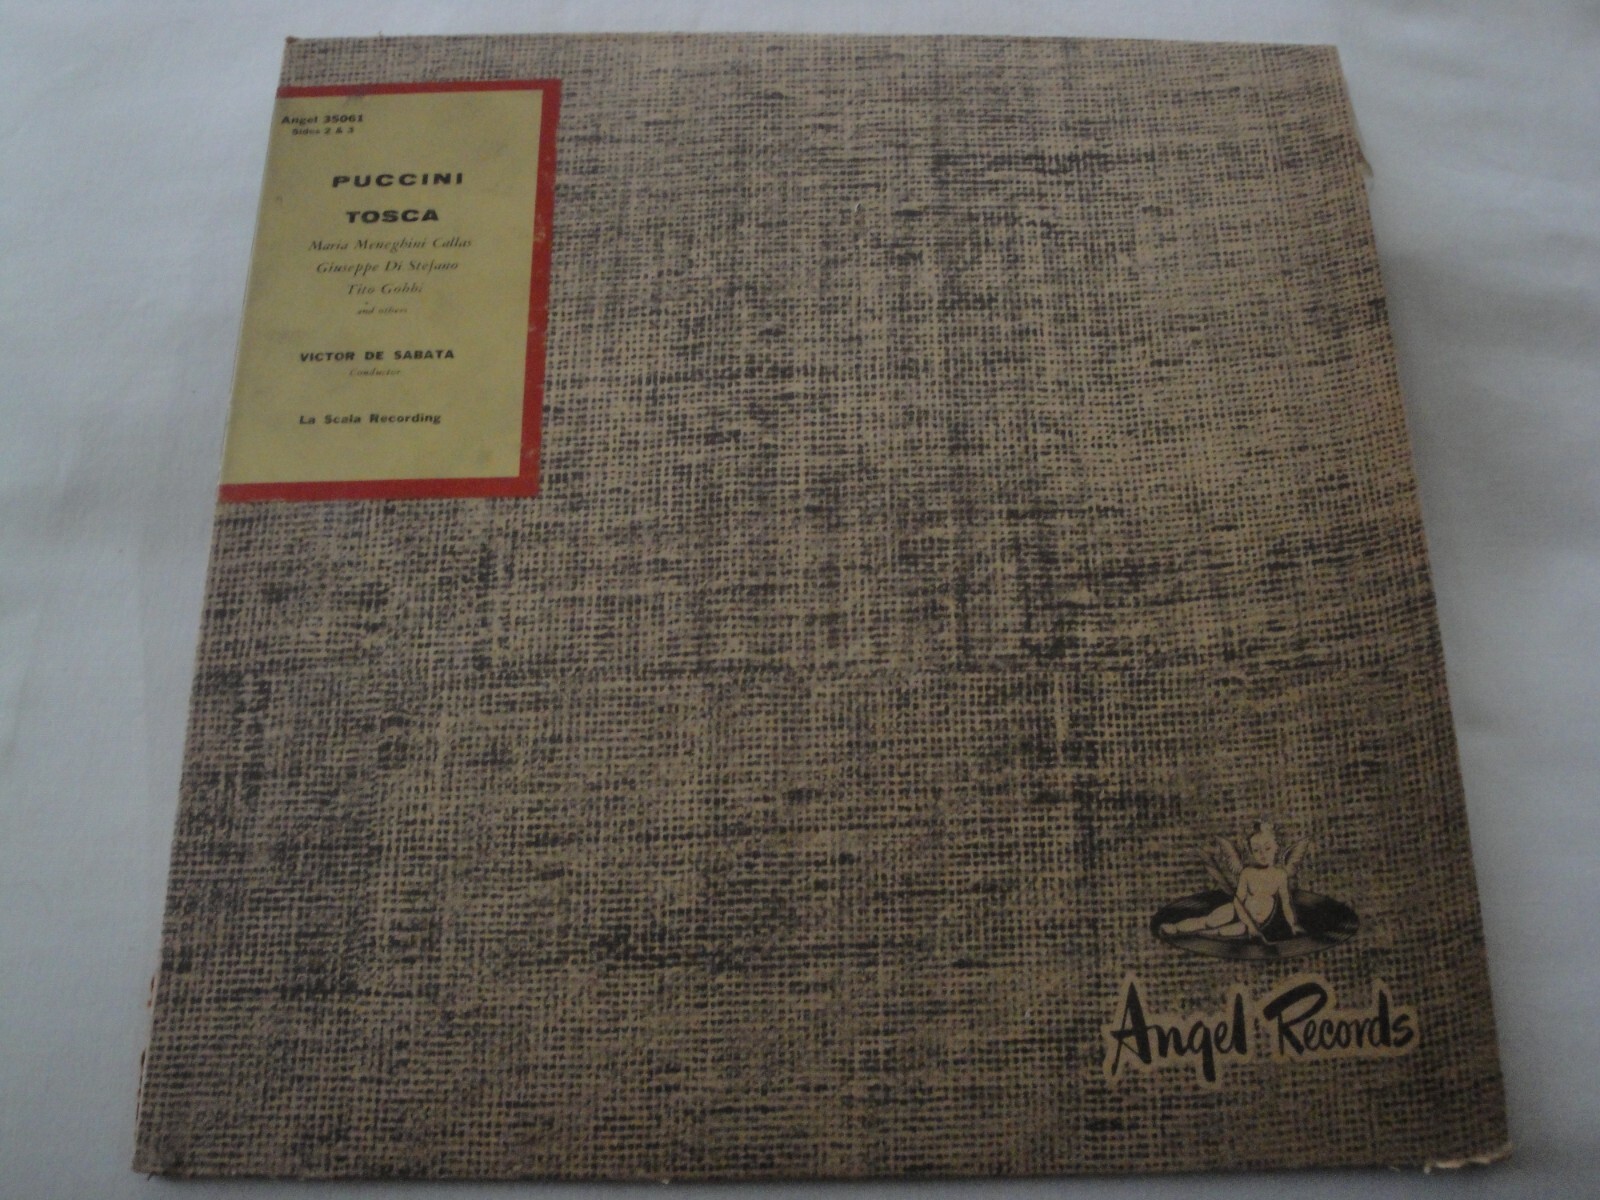 Angel 35061
Sides 2 & 3
PUCCINI
TOSCA
Maria Meneghini Callas
Giuseppe Di Stefano
Tito Gobbi
and others
VICTOR DE SABATA
Conductor
La Scala Recording
Angel Records